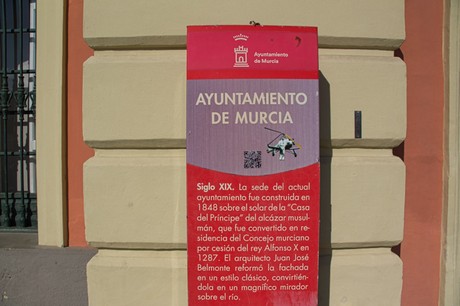 Ayuntamiento
de Murcia
AYUNTAMIENTO
DE MURCIA
Siglo XIX. La sede del actual
ayuntamiento fue construida en
1848 sobre el solar de la "Casa
del Príncipe" del alcázar musul-
mán, que fue convertido en re-
sidencia del Concejo murciano
por cesión del rey Alfonso X en
1287. El arquitecto Juan José
Belmonte reformó la fachada
en un estilo clásico, convirtién-
dola en un magnífico mirador
sobre el río.